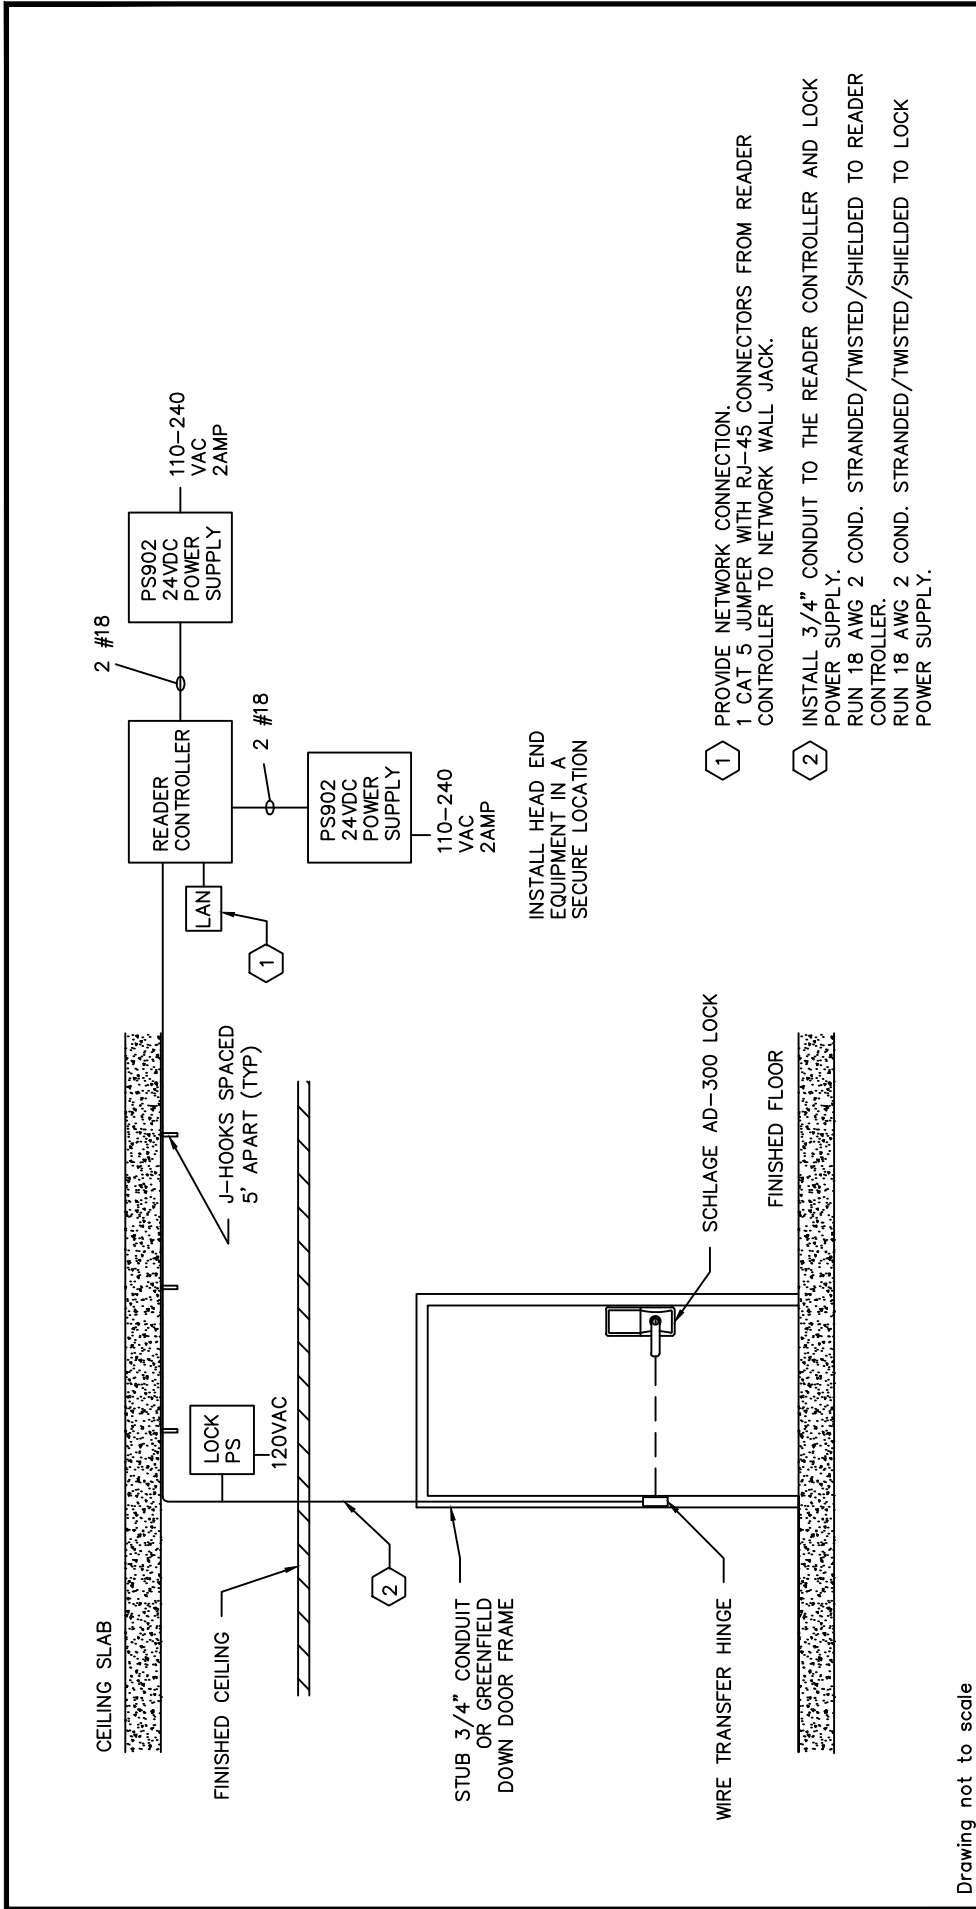 CEILING SLAB
FINISHED CEILING
LOCK
PS
120VAC
J-HOOKS SPACED
5' APART (TYP)
2
STUB 3/4" CONDUIT
OR GREENFIELD
DOWN DOOR FRAME
WIRE TRANSFER HINGE
SCHLAGE AD-300 LOCK
FINISHED FLOOR
READER
CONTROLLER
LAN
1
2 #18
PS902
24VDC
POWER
SUPPLY
110-240
VAC
2AMP
2 #18
PS902
24VDC
POWER
SUPPLY
110-240
VAC
2AMP
INSTALL HEAD END
EQUIPMENT IN A
SECURE LOCATION
1 PROVIDE NETWORK CONNECTION.
1 CAT 5 JUMPER WITH RJ-45 CONNECTORS FROM READER
CONTROLLER TO NETWORK WALL JACK.
2 INSTALL 3/4" CONDUIT TO THE READER CONTROLLER AND LOCK
POWER SUPPLY.
RUN 18 AWG 2 COND. STRANDED/TWISTED/SHIELDED TO READER
CONTROLLER.
RUN 18 AWG 2 COND. STRANDED/TWISTED/SHIELDED TO LOCK
POWER SUPPLY.
Drawing not to scale